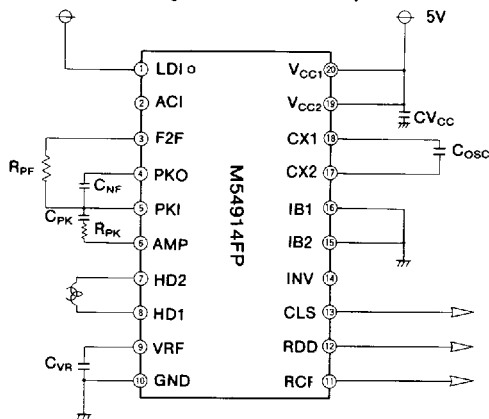 5V
1 LDI
VCC1 20
2 ACI
VCC2 19
CVCC
3 F2F
CX1 18
RPF
COSC
CNF
4 PKO
CX2 17
5 PKI
IB1 16
CPK
RPK
6 AMP
IB2 15
M54914FP
7 HD2
INV 14
8 HD1
CLS 13
9 VRF
RDD 12
CVR
10 GND
RCF 11